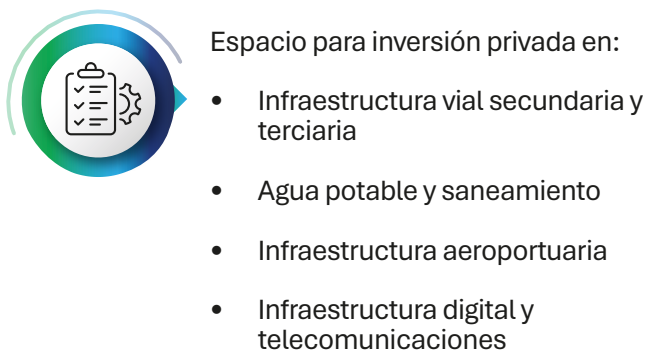 Espacio para inversión privada en:
• Infraestructura vial secundaria y
terciaria
• Agua potable y saneamiento
• Infraestructura aeroportuaria
• Infraestructura digital y
telecomunicaciones